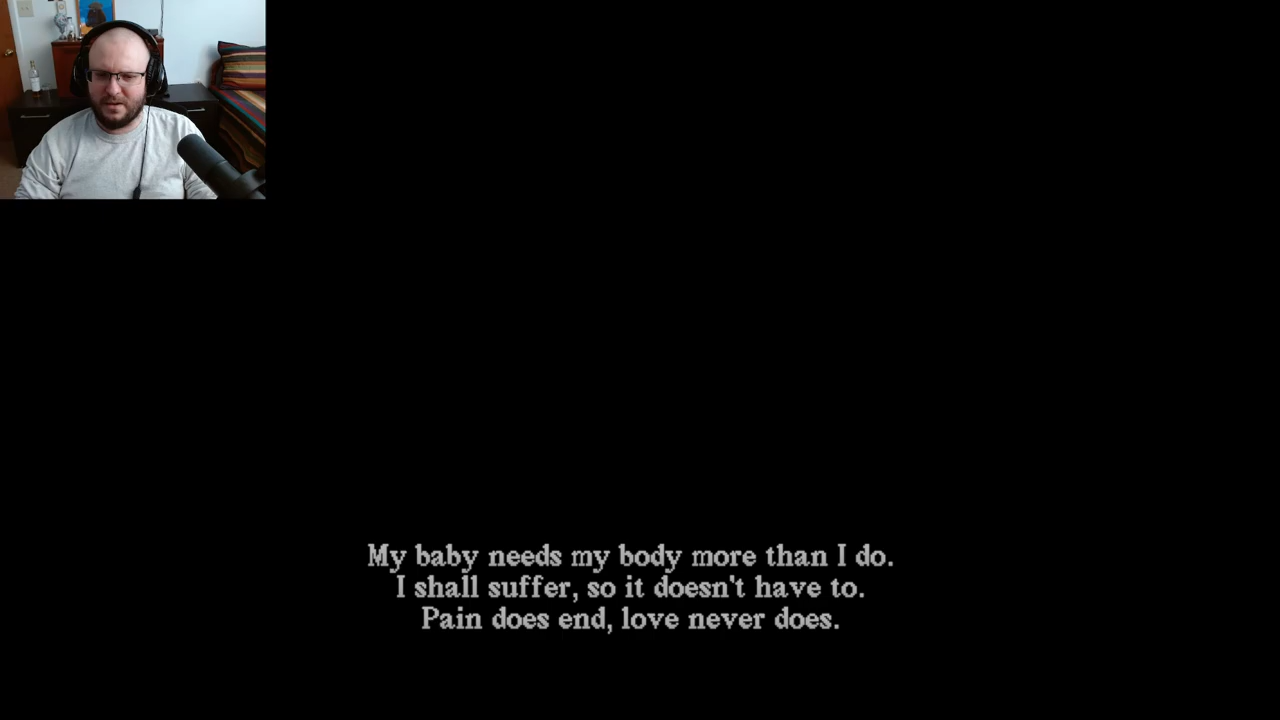 My baby needs my body more than I do.
I shall suffer, so it doesn't have to.
Pain does end, love never does.